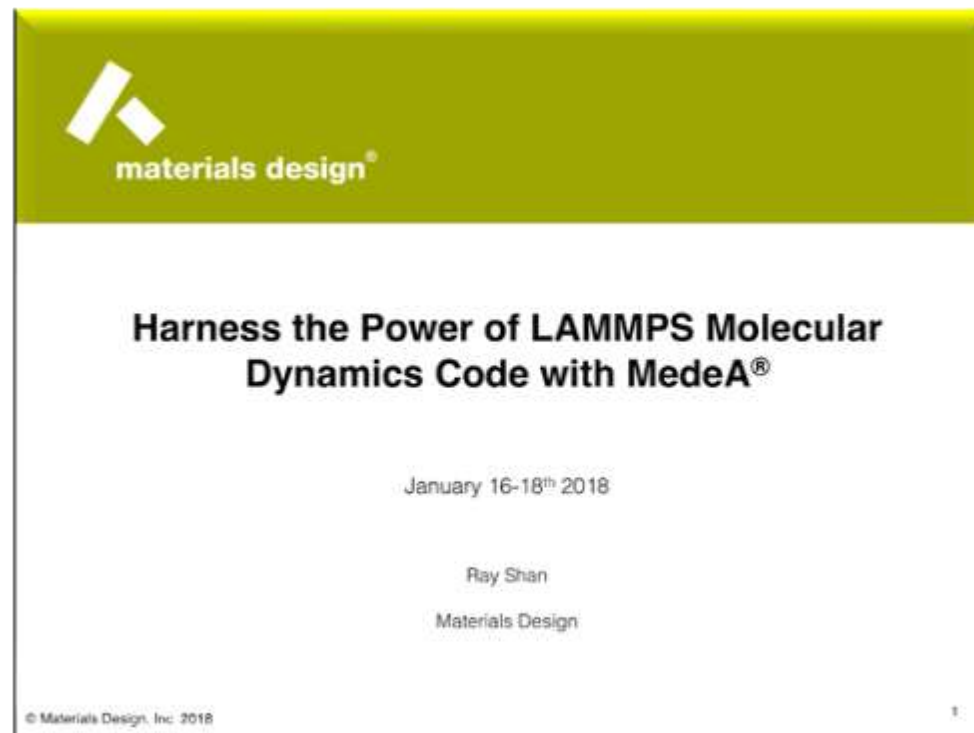 materials design®
Harness the Power of LAMMPS Molecular
Dynamics Code with MedeA®
January 16-18th 2018
Ray Shan
Materials Design
© Materials Design, Inc 2018
1